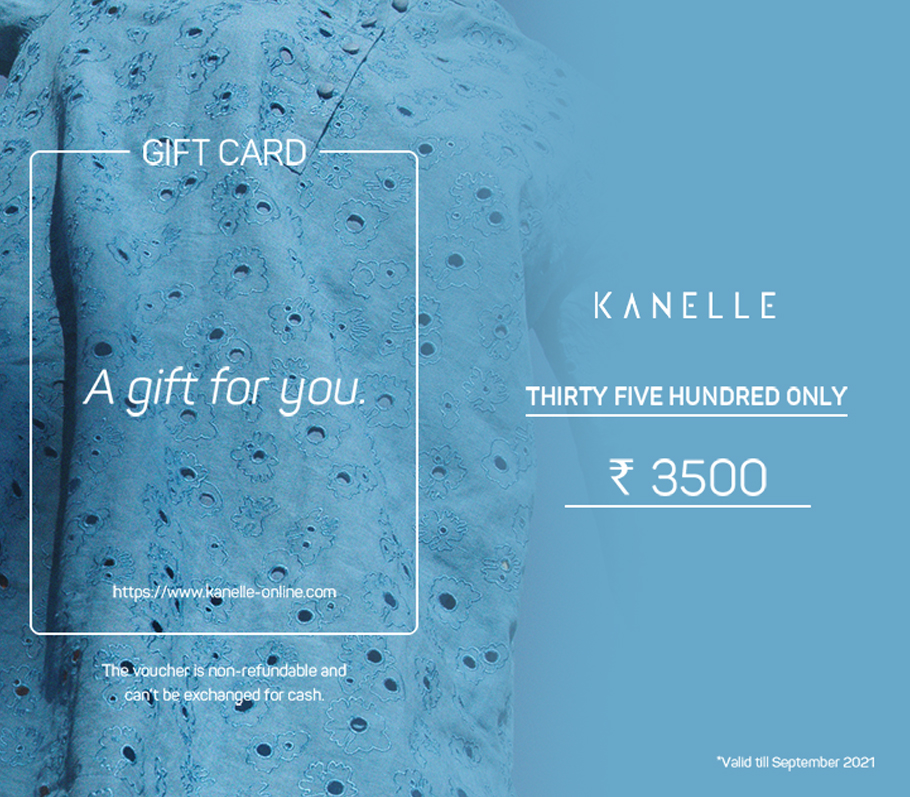 GIFT CARD
A gift for you.
https://www.kanelle-online.com
The voucher is non-refundable and
can't be exchanged for cash.
KANELLE
THIRTY FIVE HUNDRED ONLY
₹ 3500
*Valid till September 2021